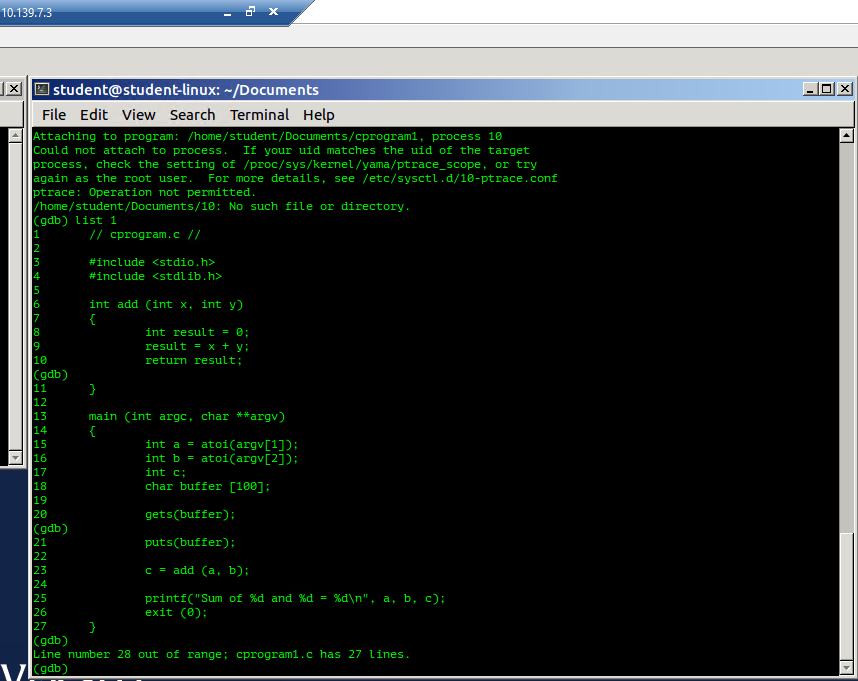 10.139.7.3
student@student-linux: ~/Documents
File Edit View Search Terminal Help
Attaching to program: /home/student/Documents/cprogram1, process 10
Could not attach to process.  If your uid matches the uid of the target
process, check the setting of /proc/sys/kernel/yama/ptrace_scope, or try
again as the root user.  For more details, see /etc/sysctl.d/10-ptrace.conf
ptrace: Operation not permitted.
/home/student/Documents/10: No such file or directory.
(gdb) list 1
1       // cprogram.c //
2
3       #include <stdio.h>
4       #include <stdlib.h>
5
6       int add (int x, int y)
7       {
8               int result = 0;
9               result = x + y;
10              return result;
(gdb)
11      }
12
13      main (int argc, char **argv)
14      {
15              int a = atoi(argv[1]);
16              int b = atoi(argv[2]);
17              int c;
18              char buffer [100];
19
20              gets(buffer);
(gdb)
21              puts(buffer);
22
23              c = add (a, b);
24
25              printf("Sum of %d and %d = %d\n", a, b, c);
26              exit (0);
27      }
(gdb)
Line number 28 out of range; cprogram1.c has 27 lines.
(gdb)